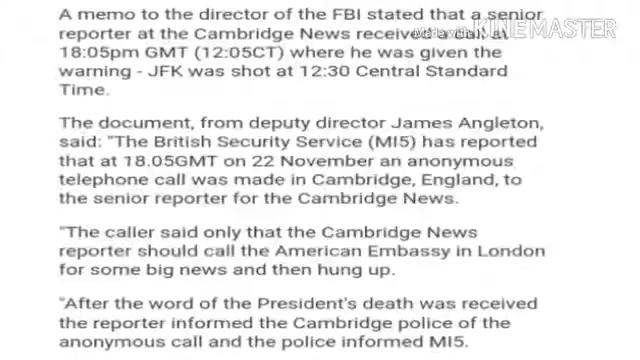 A memo to the director of the FBI stated that a senior
reporter at the Cambridge News received a call at
KINEMASTER
18:05pm GMT (12:05CT) where he was given the
warning - JFK was shot at 12:30 Central Standard
Time.
The document, from deputy director James Angleton,
said: "The British Security Service (MI5) has reported
that at 18.05GMT on 22 November an anonymous
telephone call was made in Cambridge, England, to
the senior reporter for the Cambridge News.
"The caller said only that the Cambridge News
reporter should call the American Embassy in London
for some big news and then hung up.
"After the word of the President's death was received
the reporter informed the Cambridge police of the
anonymous call and the police informed MI5.